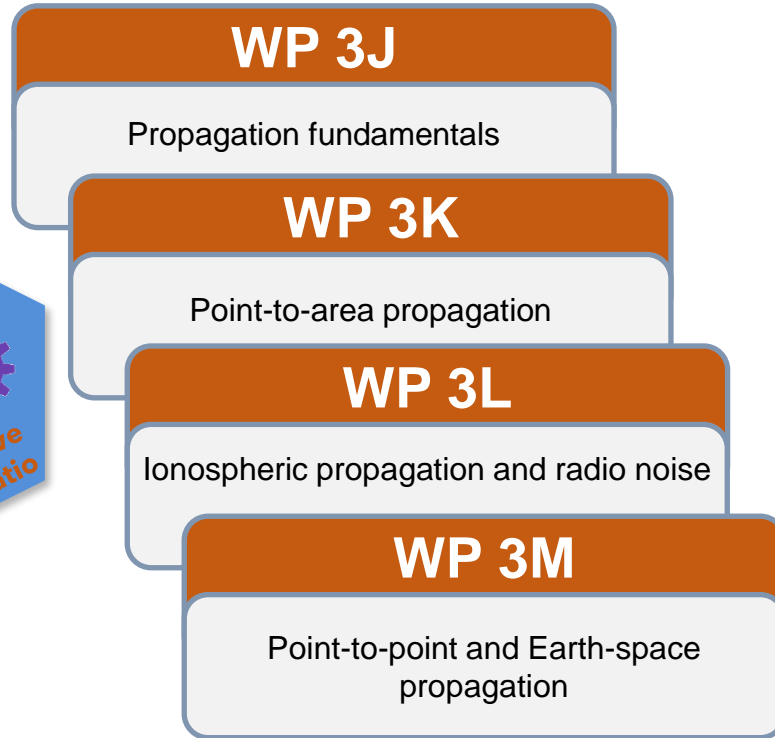 WP 3J
Propagation fundamentals
WP 3K
Point-to-area propagation
WP 3L
Ionospheric propagation and radio noise
WP 3M
Point-to-point and Earth-space
propagation